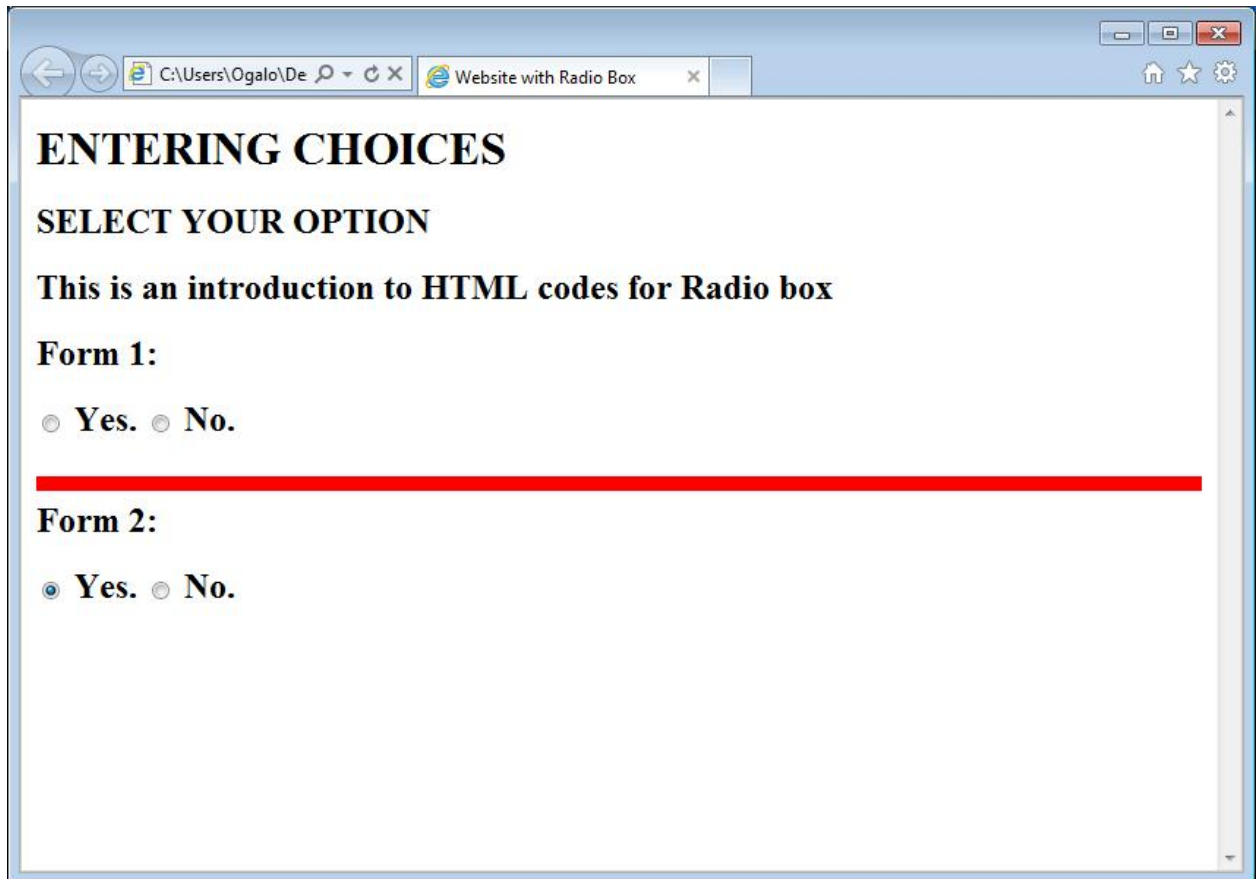 C:\Users\Ogalo\De
Website with Radio Box
ENTERING CHOICES
SELECT YOUR OPTION
This is an introduction to HTML codes for Radio box
Form 1:
Yes. No.
Form 2:
Yes. No.